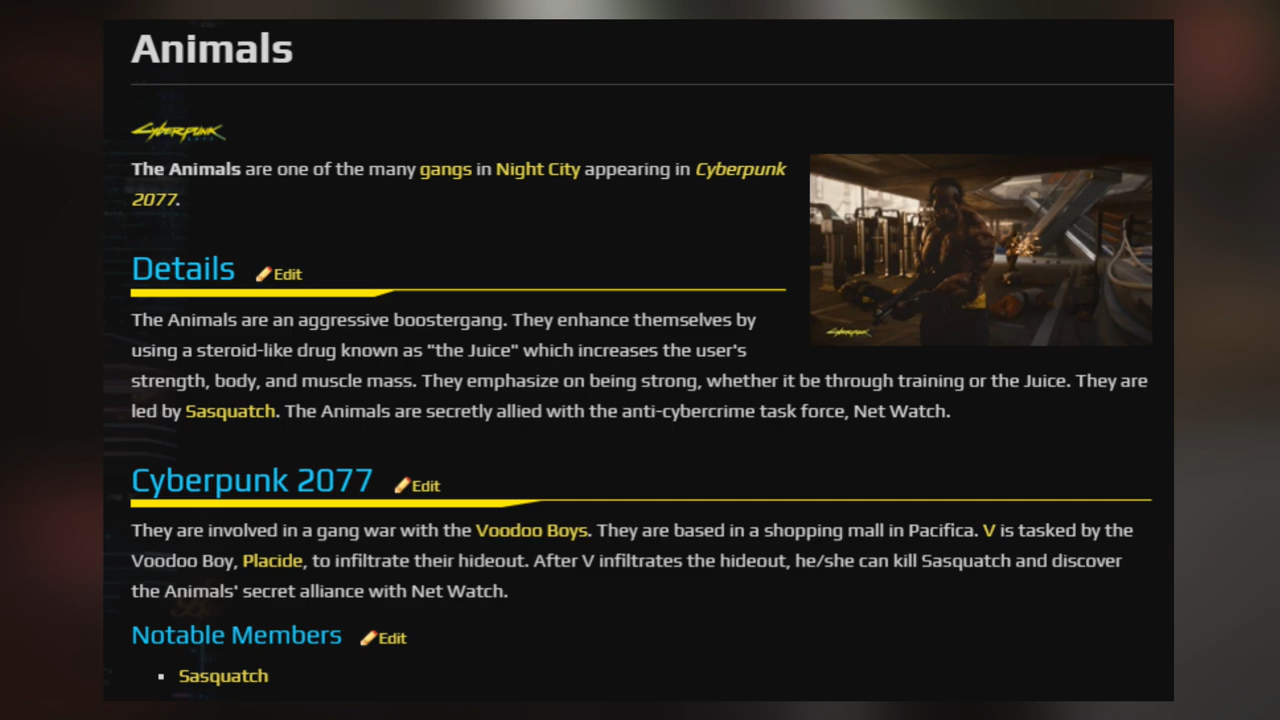 Animals
Cyberpunk
The Animals are one of the many gangs in Night City appearing in Cyberpunk
2077.
Details Edit
The Animals are an aggressive boostergang. They enhance themselves by
using a steroid-like drug known as "the Juice" which increases the user's
strength, body, and muscle mass. They emphasize on being strong, whether it be through training or the Juice. They are
led by Sasquatch. The Animals are secretly allied with the anti-cybercrime task force, Net Watch.
Cyberpunk
Cyberpunk 2077 Edit
They are involved in a gang war with the Voodoo Boys. They are based in a shopping mall in Pacifica. V is tasked by the
Voodoo Boy, Placide, to infiltrate their hideout. After V infiltrates the hideout, he/she can kill Sasquatch and discover
the Animals' secret alliance with Net Watch.
Notable Members Edit
▪ Sasquatch